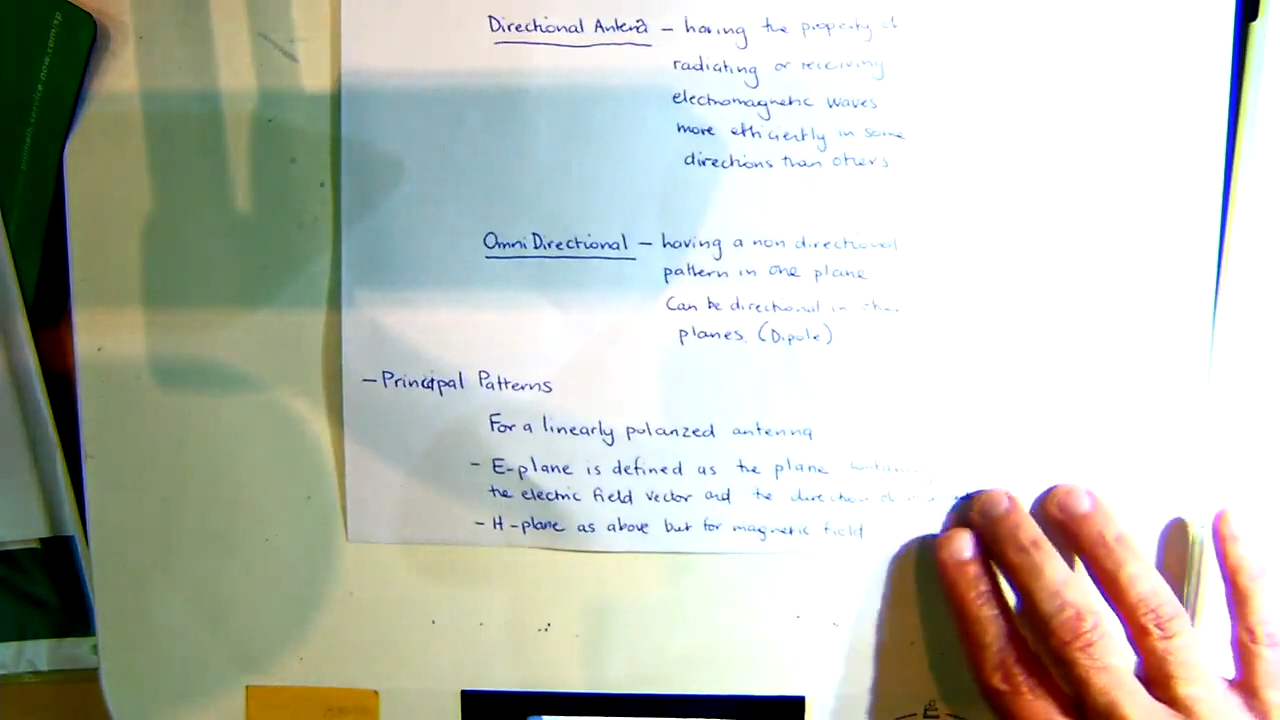 Directional Antena – having the property of
radiating or receiving
electromagnetic waves
more efficiently in some
directions than others
Omni Directional – having a non directional
pattern in one plane
Can be directional in
planes. (Dipole)
– Principal Patterns
For a linearly polarized antenna
- E-plane is defined as the plane
the electric field vector and the direction of
- H-plane as above but for magnetic field